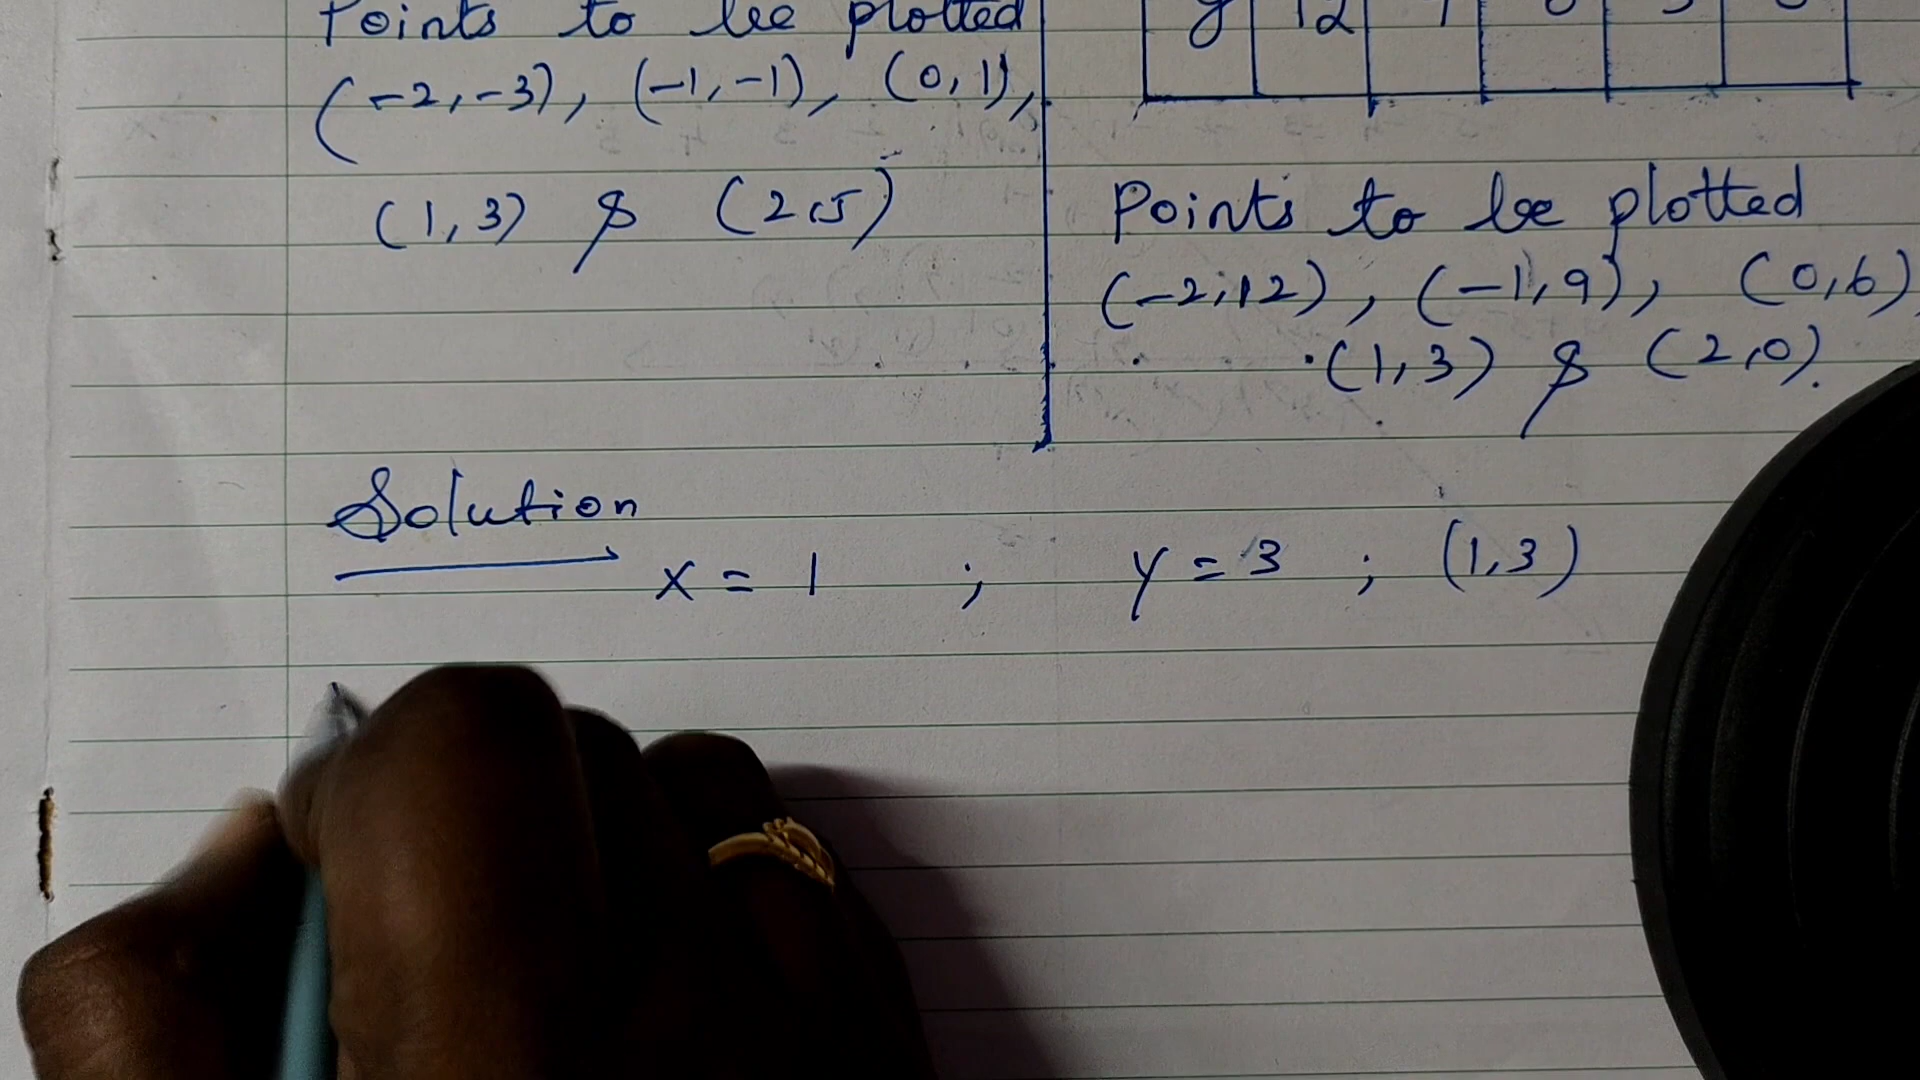 Points to be plotted
(-2,-3), (-1,-1), (0,1),
(1,3) & (2,5)
y 12
Points to be plotted
(-2,12), (-1,9), (0,6),
(1,3) & (2,0).
Solution
x = 1 ; y = 3 ; (1,3)